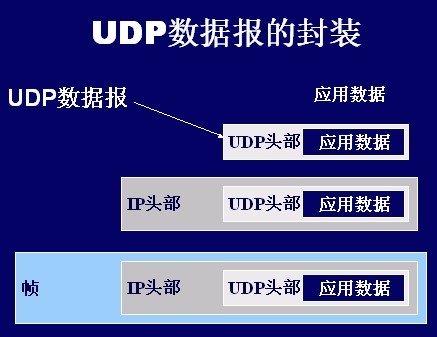 UDP数据报的封装
应用数据
UDP数据报
UDP头部 应用数据
IP头部 UDP头部 应用数据
帧 IP头部 UDP头部 应用数据